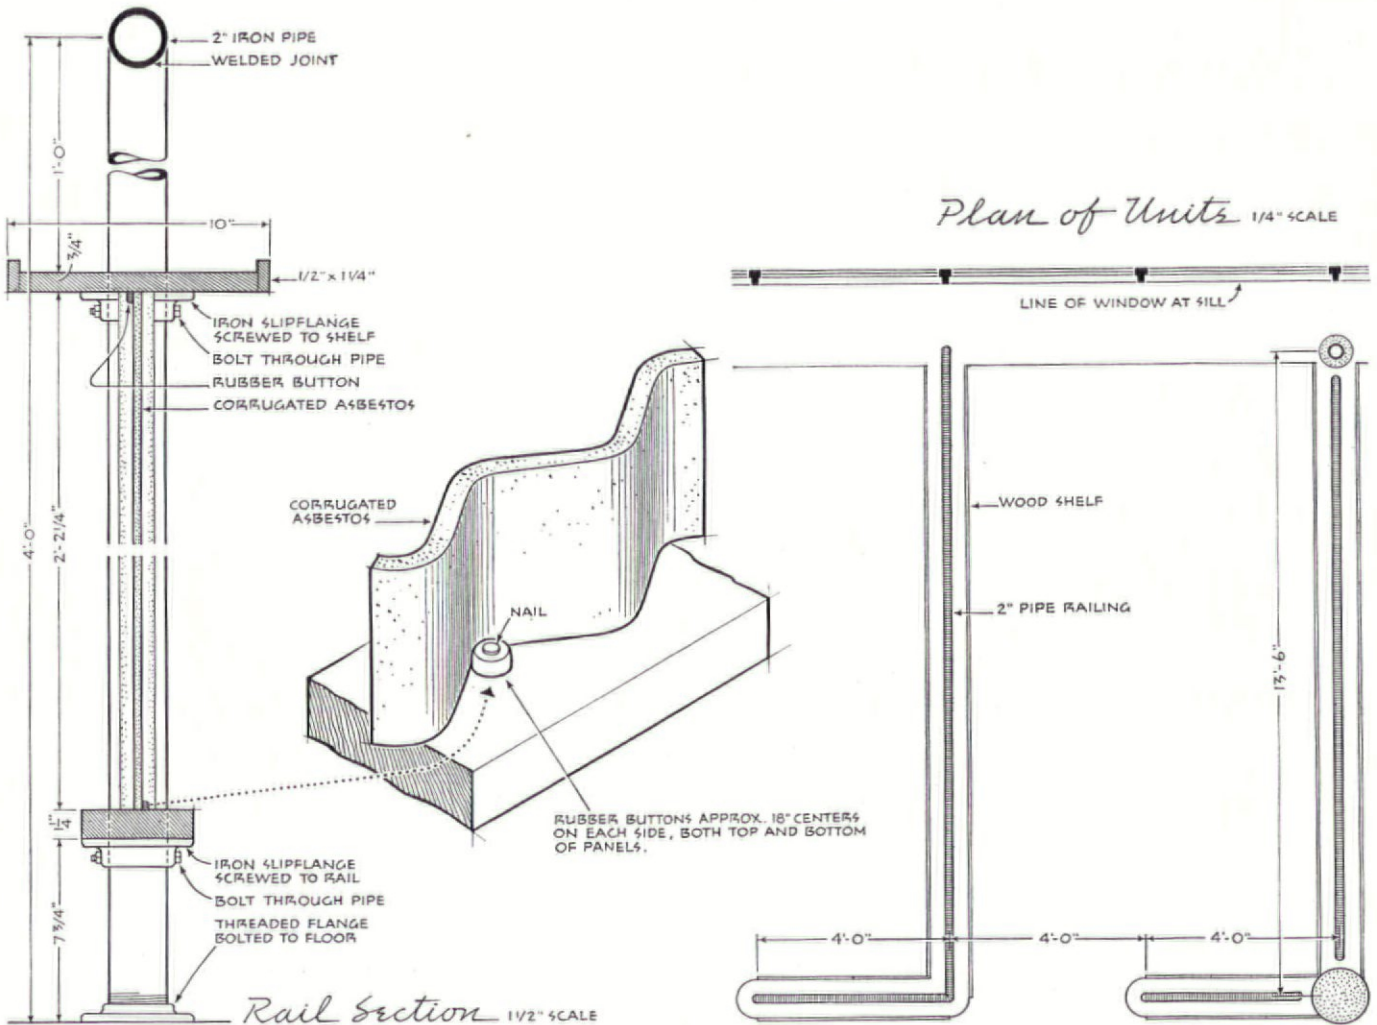 2" IRON PIPE
WELDED JOINT
1'-0"
10"
3/4"
1/2" x 1 1/4"
IRON SLIPFLANGE
SCREWED TO SHELF
BOLT THROUGH PIPE
RUBBER BUTTON
CORRUGATED ASBESTOS
4'-0"
2'-2 1/4"
1 1/4"
7 3/4"
IRON SLIPFLANGE
SCREWED TO RAIL
BOLT THROUGH PIPE
THREADED FLANGE
BOLTED TO FLOOR
Rail Section 1 1/2" SCALE
CORRUGATED
ASBESTOS
NAIL
RUBBER BUTTONS APPROX. 18" CENTERS
ON EACH SIDE, BOTH TOP AND BOTTOM
OF PANELS.
Plan of Units 1/4" SCALE
LINE OF WINDOW AT SILL
WOOD SHELF
2" PIPE RAILING
13'-6"
4'-0" 4'-0" 4'-0"